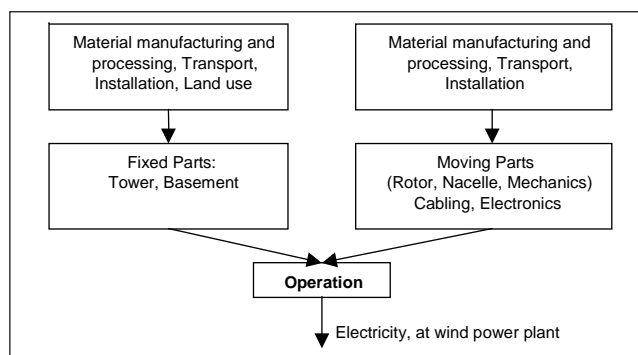 Material manufacturing and
processing, Transport,
Installation, Land use
Material manufacturing and
processing, Transport,
Installation
Fixed Parts:
Tower, Basement
Moving Parts
(Rotor, Nacelle, Mechanics)
Cabling, Electronics
Operation
Electricity, at wind power plant